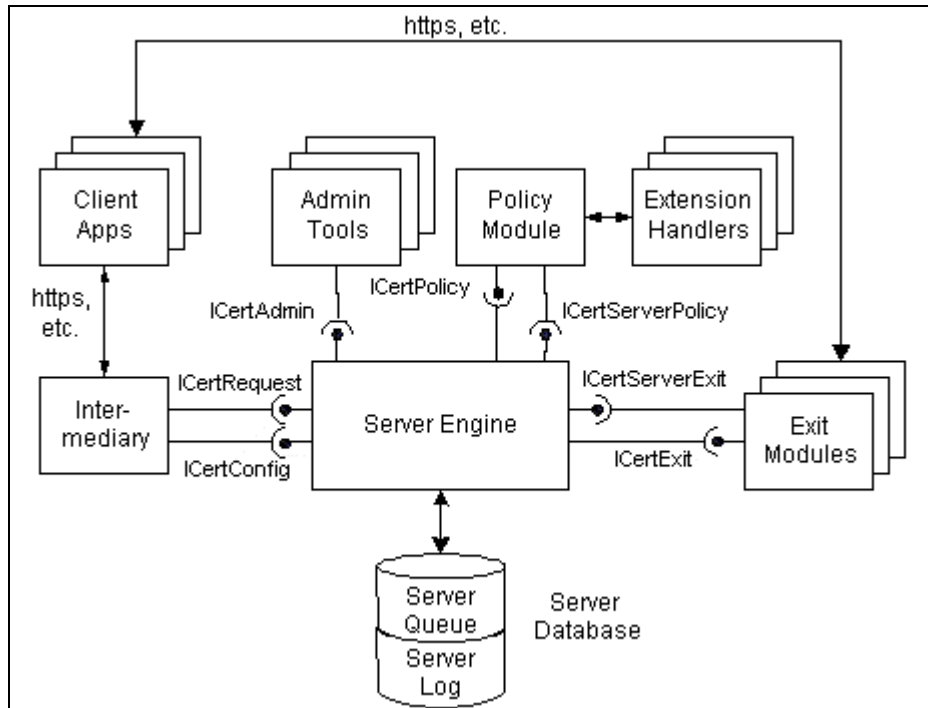 https, etc.
Client
Apps
Admin
Tools
Policy
Module
Extension
Handlers
https,
etc.
ICertAdmin
ICertPolicy
ICertServerPolicy
Inter-
mediary
ICertRequest
ICertConfig
Server Engine
ICertServerExit
ICertExit
Exit
Modules
Server
Queue
Server
Log
Server
Database